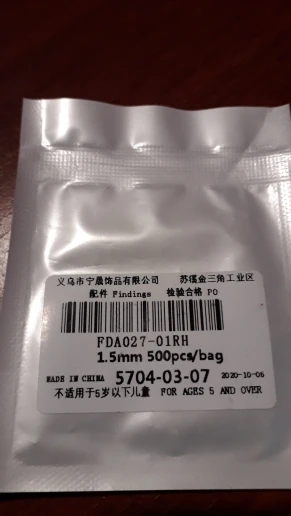 义乌市宁晟饰品有限公司 苏溪金三角工业区
配件 Findings 检验合格 PO
FDA027-01RH
1.5mm 500pcs/bag
MADE IN CHINA 5704-03-07 2020-10-06
不适用于5岁以下儿童 FOR AGES 5 AND OVER